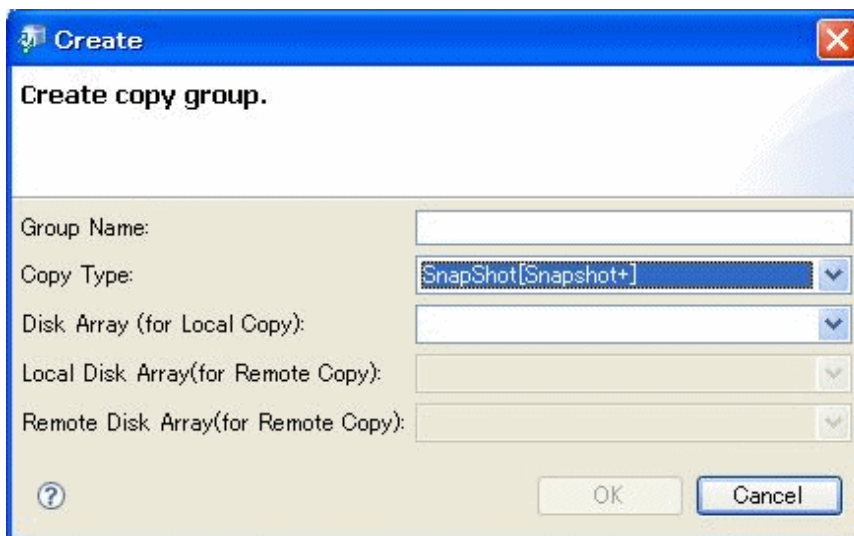 Create
Create copy group.
Group Name:
Copy Type: SnapShot[Snapshot+]
Disk Array (for Local Copy):
Local Disk Array(for Remote Copy):
Remote Disk Array(for Remote Copy):
? OK Cancel